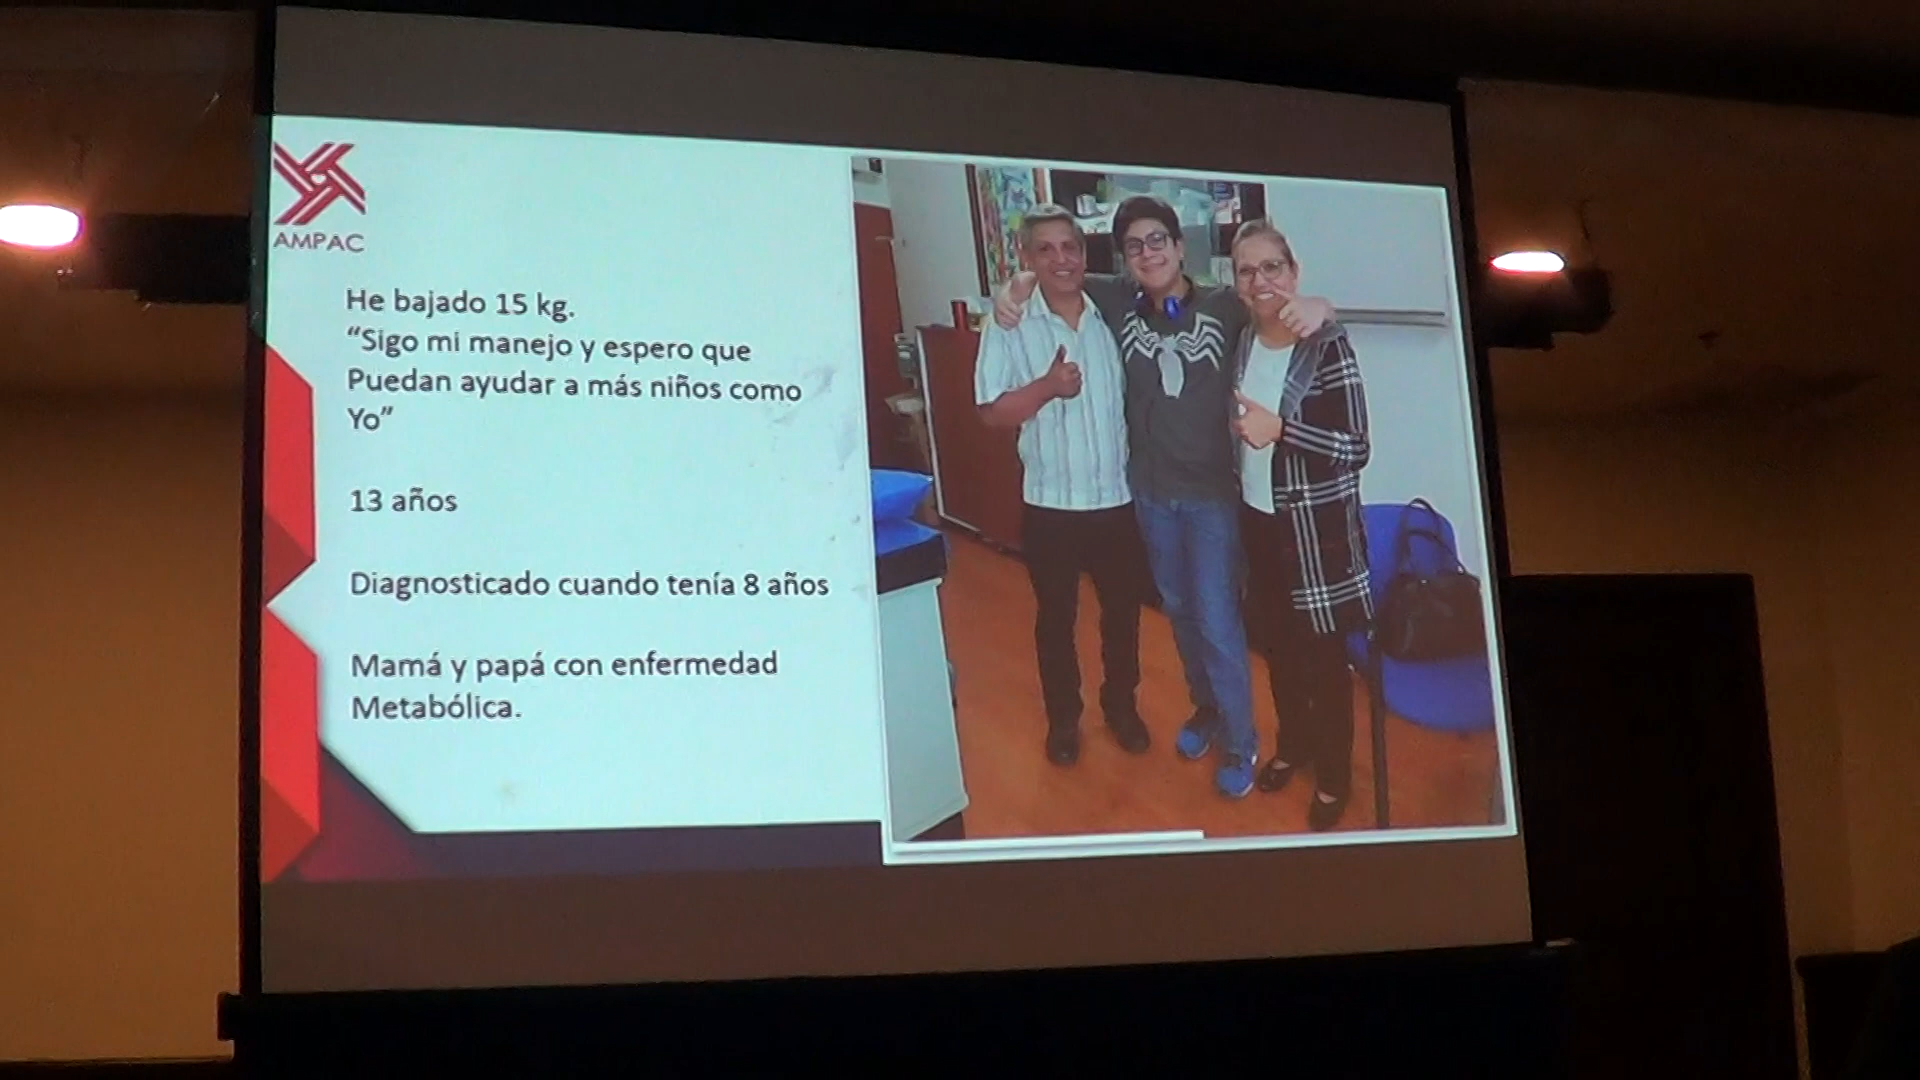 AMPAC
He bajado 15 kg.
“Sigo mi manejo y espero que
Puedan ayudar a más niños como
Yo”
13 años
Diagnosticado cuando tenía 8 años
Mamá y papá con enfermedad
Metabólica.